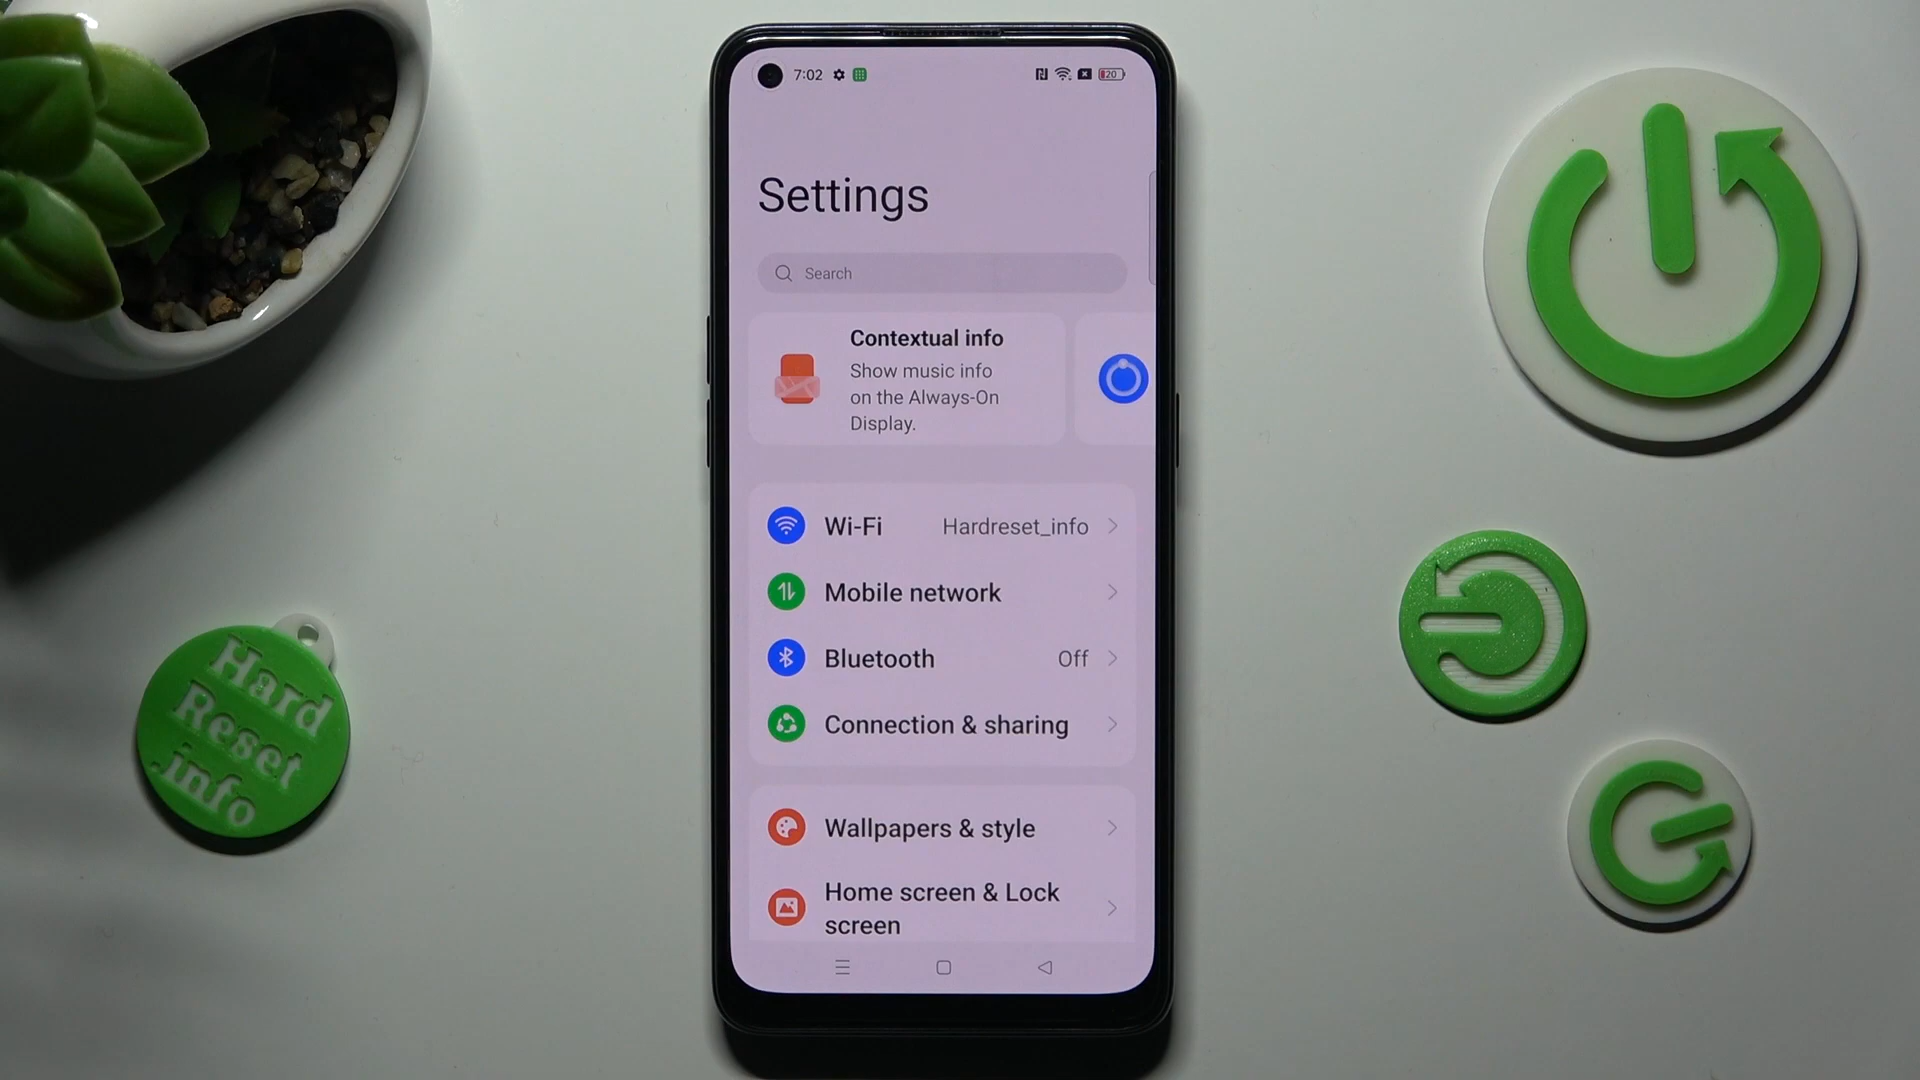 7:02
20
Settings
Search
Contextual info
Show music info
on the Always-On
Display.
Wi-Fi Hardreset_info
Mobile network
Bluetooth Off
Connection & sharing
Wallpapers & style
Home screen & Lock
screen
Hard
Reset
.info